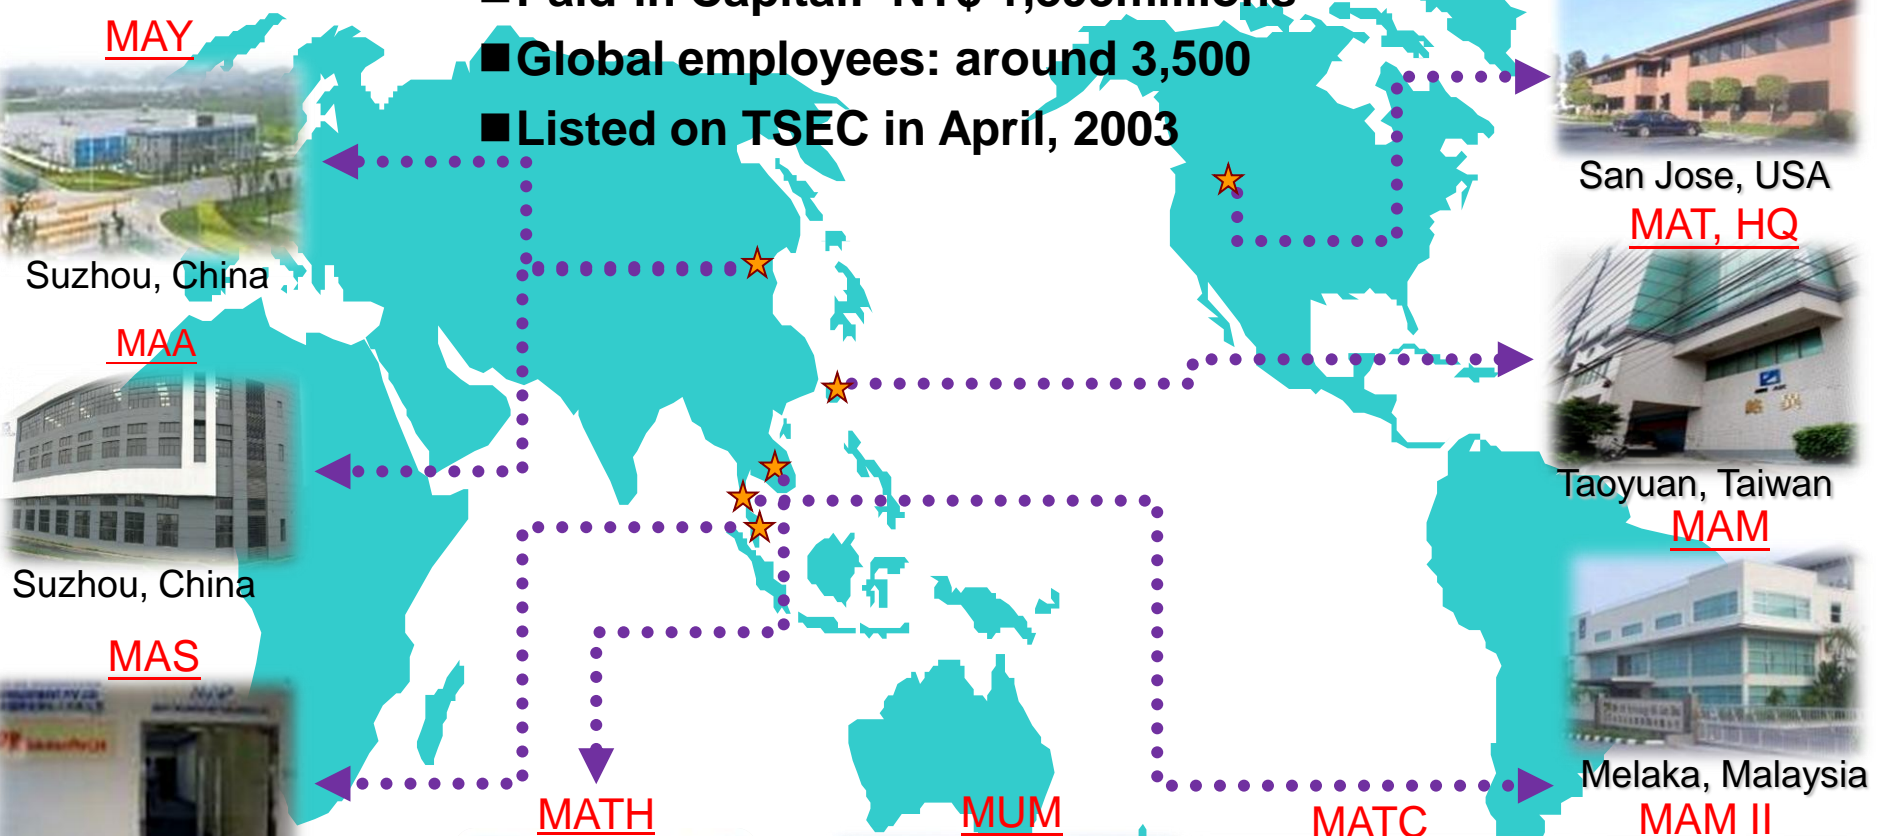 ■Global employees: around 3,500
■Listed on TSEC in April, 2003
MAY
Suzhou, China
MAA
Suzhou, China
MAS
MATH
MUM
MATC
San Jose, USA
MAT, HQ
Taoyuan, Taiwan
MAM
Melaka, Malaysia
MAM II